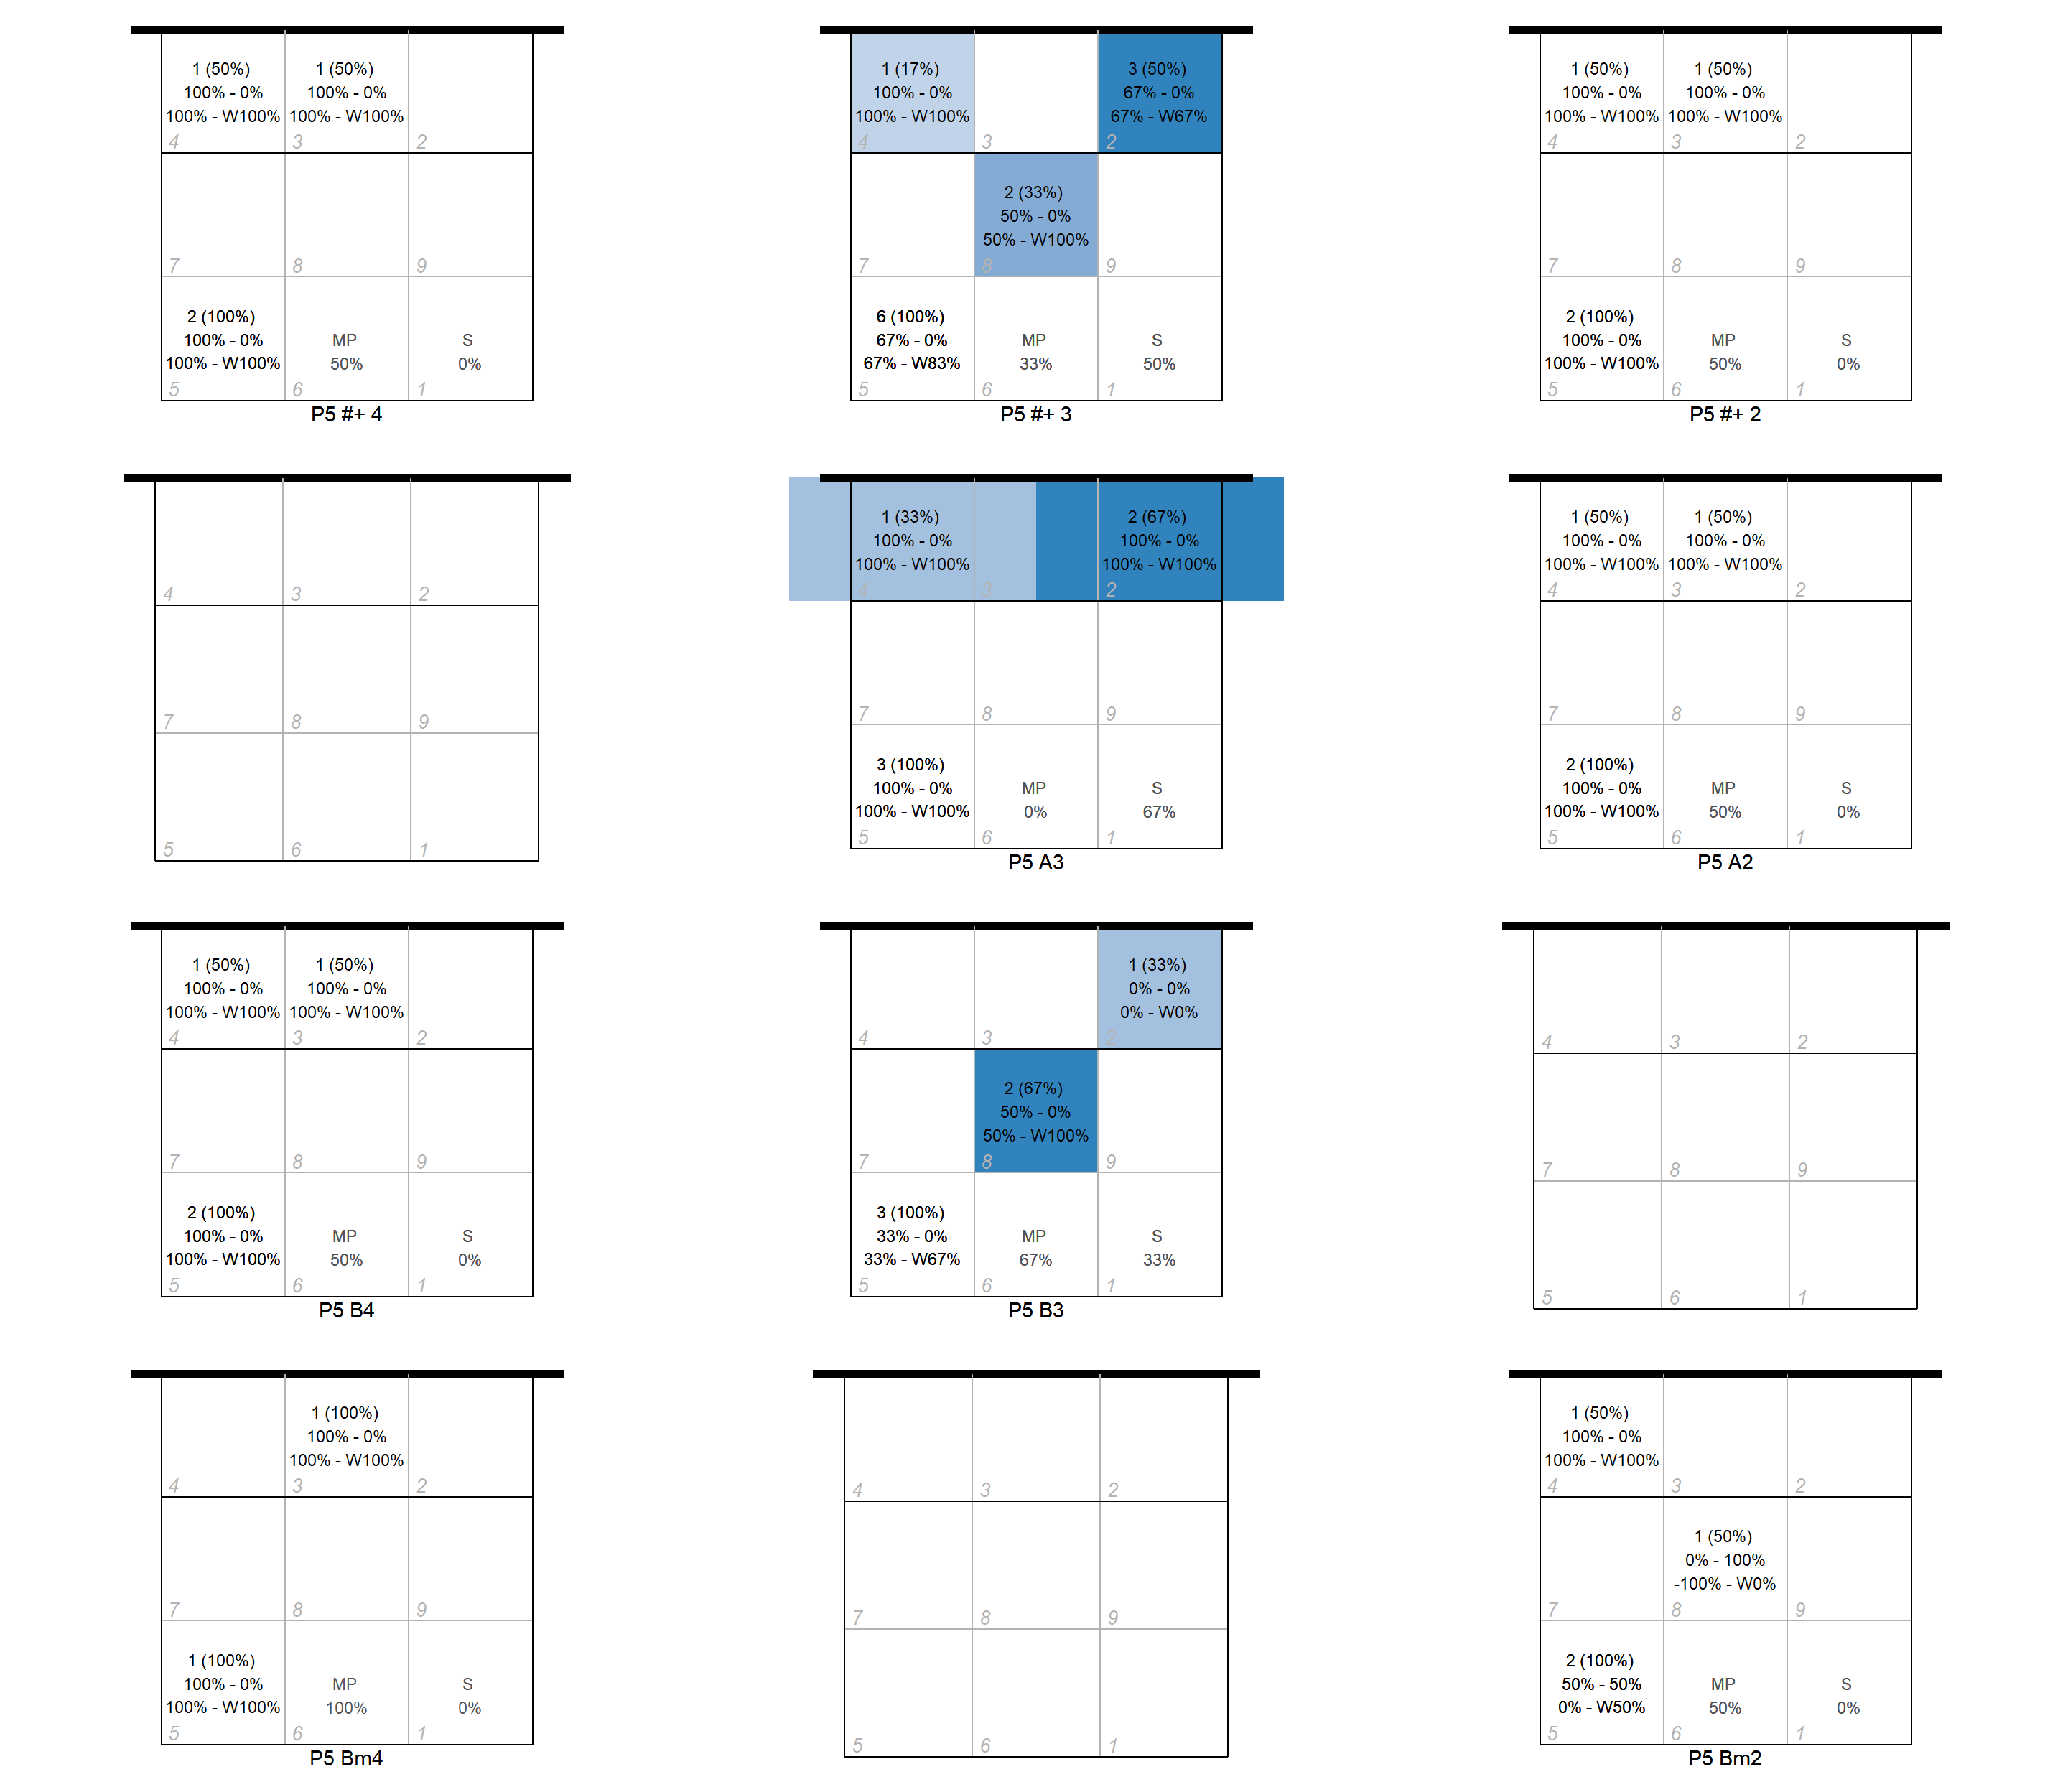 1 (50%) 1 (50%)
100% - 0% 100% - 0%
100% - W100% 100% - W100%
4 3 2
7 8 9
2 (100%)
100% - 0% MP S
100% - W100% 50% 0%
5 6 1
P5 #+ 4
1 (17%) 3 (50%)
100% - 0% 67% - 0%
100% - W100% 67% - W67%
4 3 2
2 (33%)
50% - 0%
50% - W100%
7 8 9
6 (100%)
67% - 0% MP S
67% - W83% 33% 50%
5 6 1
P5 #+ 3
1 (50%) 1 (50%)
100% - 0% 100% - 0%
100% - W100% 100% - W100%
4 3 2
7 8 9
2 (100%)
100% - 0% MP S
100% - W100% 50% 0%
5 6 1
P5 #+ 2
4 3 2
7 8 9
5 6 1
1 (33%) 2 (67%)
100% - 0% 100% - 0%
100% - W100% 100% - W100%
4 3 2
7 8 9
3 (100%)
100% - 0% MP S
100% - W100% 0% 67%
5 6 1
P5 A3
1 (50%) 1 (50%)
100% - 0% 100% - 0%
100% - W100% 100% - W100%
4 3 2
7 8 9
2 (100%)
100% - 0% MP S
100% - W100% 50% 0%
5 6 1
P5 A2
1 (50%) 1 (50%)
100% - 0% 100% - 0%
100% - W100% 100% - W100%
4 3 2
7 8 9
2 (100%)
100% - 0% MP S
100% - W100% 50% 0%
5 6 1
P5 B4
1 (33%)
0% - 0%
0% - W0%
4 3 2
2 (67%)
50% - 0%
50% - W100%
7 8 9
3 (100%)
33% - 0% MP S
33% - W67% 67% 33%
5 6 1
P5 B3
4 3 2
7 8 9
5 6 1
1 (100%)
100% - 0%
100% - W100%
4 3 2
7 8 9
1 (100%)
100% - 0% MP S
100% - W100% 100% 0%
5 6 1
P5 Bm4
4 3 2
7 8 9
5 6 1
1 (50%)
100% - 0%
100% - W100%
4 3 2
1 (50%)
0% - 100%
-100% - W0%
7 8 9
2 (100%)
50% - 50% MP S
0% - W50% 50% 0%
5 6 1
P5 Bm2